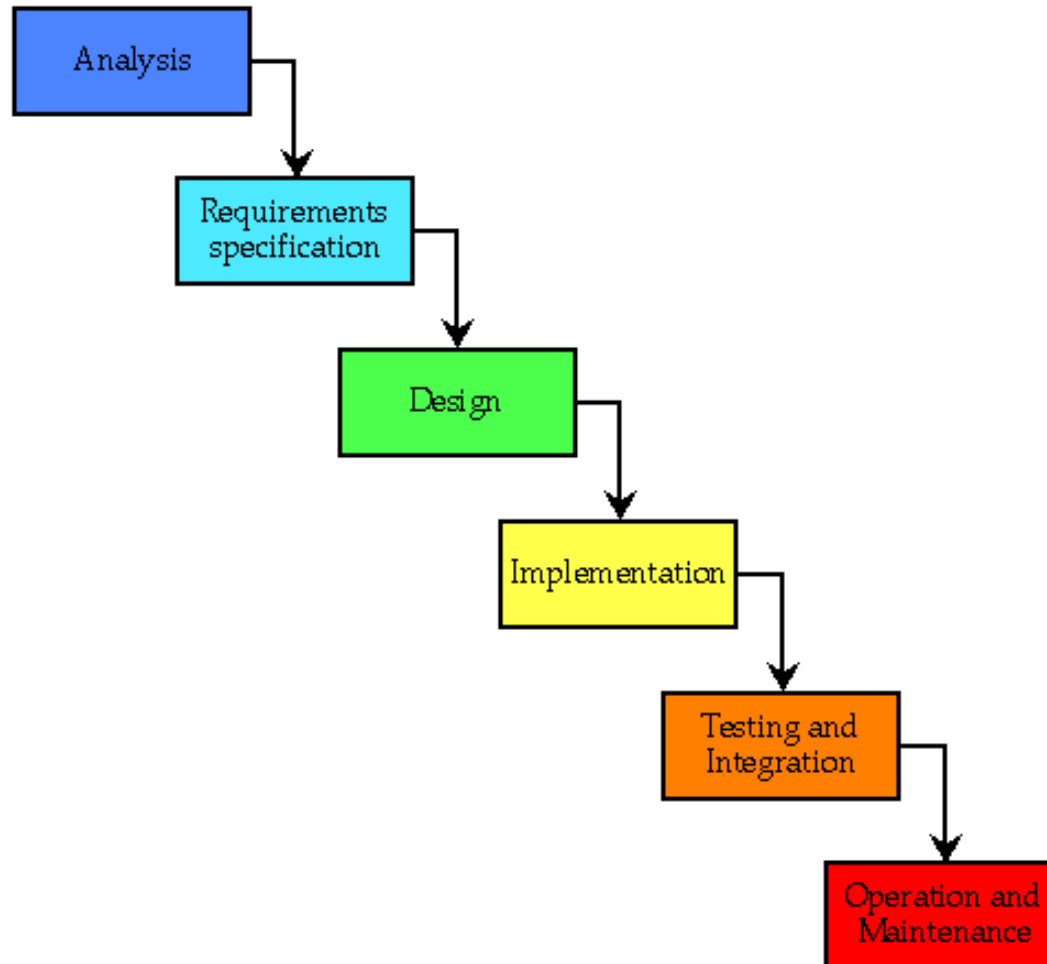 Analysis
Requirements
specification
Design
Implementation
Testing and
Integration
Operation and
Maintenance